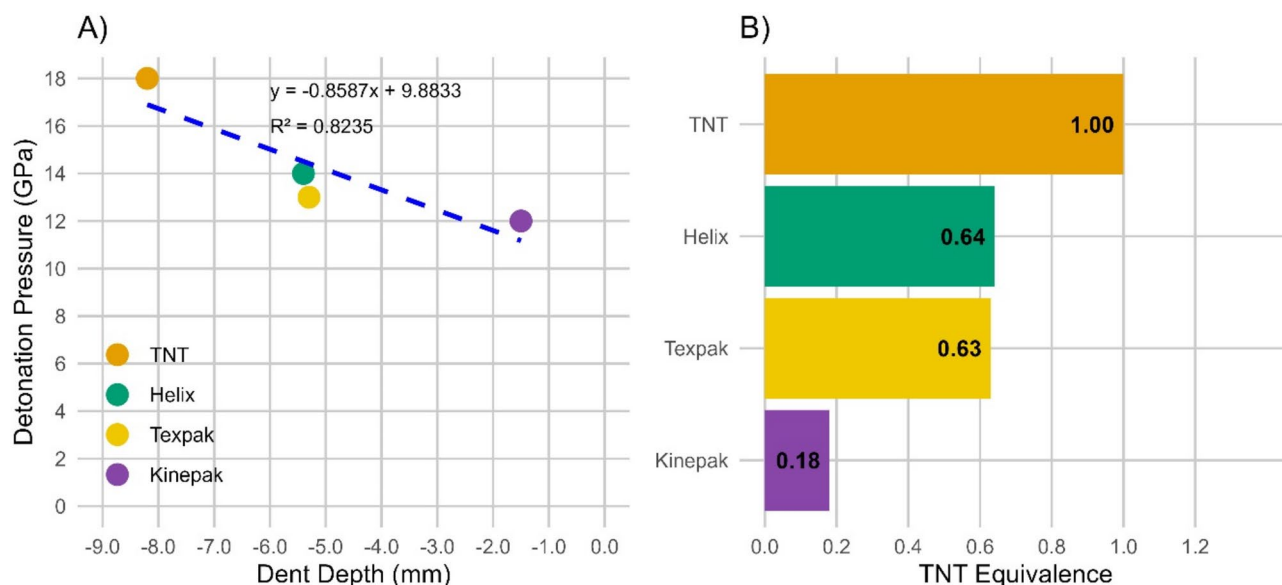 A)
Detonation Pressure (GPa)
18
16
14
12
10
8
6
4
2
0
y = -0.8587x + 9.8833
R² = 0.8235
TNT
Helix
Texpak
Kinepak
-9.0 -8.0 -7.0 -6.0 -5.0 -4.0 -3.0 -2.0 -1.0 0.0
Dent Depth (mm)
B)
TNT 1.00
Helix 0.64
Texpak 0.63
Kinepak 0.18
0.0 0.2 0.4 0.6 0.8 1.0 1.2
TNT Equivalence